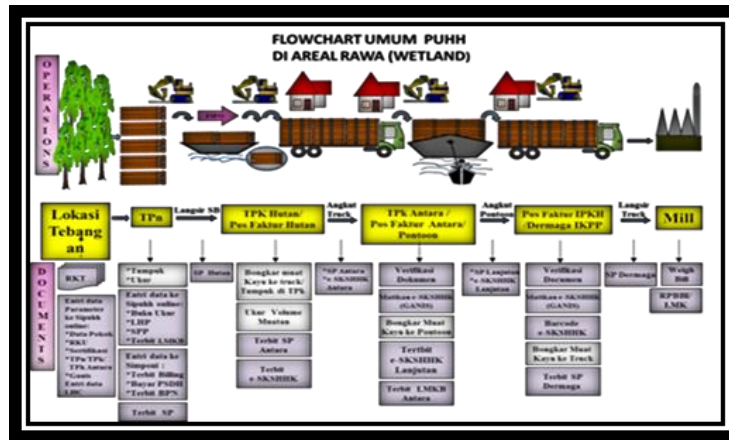 FLOWCHART UMUM PUHH
DI AREAL RAWA (WETLAND)
OPERASIONS
Lokasi
Tebang
an
TPn
Langsir SB
TPK Hutan/
Pos Faktur Hutan
Angkut
Truck
TPk Antara /
Pos Faktur Antara/
Pontoon
Angkut
Pontoon
Pos Faktur IPKH
/Dermaga IKPP
Langsir
Truck
Mill
DOCUMENTS
RKT
Entri data
Parameter
ke Sipuhh
online:
*Data Pokok
*RKU
*Sertifikasi
*TPn/TPk/
TPk Antara
*Ganis
Entri data
LHC
*Tumpuk
*Ukur
Entri data ke
Sipuhh online:
*Buku Ukur
*LHP
*SPP
*Terbit LMKB
Entri data ke
Simponi :
*Terbit Billing
*Bayar PSDH
*Terbit BPN
Terbit SP
SP Hutan
Bongkar muat
Kayu ke truck/
Tumpuk di TPk
Ukur Volume
Muatan
Terbit SP
Antara
Terbit
e-SKSHHK
*SP Antara
*e-SKSHHK
Antara
Verifikasi
Dokumen
Matikan e-SKSHHK
(GANIS)
Bongkar Muat
Kayu ke Pontoon
Tertbit
e-SKSHHK
Lanjutan
Terbit LMKB
Antara
*SP Lanjutan
*e-SKSHHK
Lanjutan
Verifikasi
Documen
Matikan e-SKSHHK
(GANIS)
Barcode
e-SKSHHK
Bongkar Muat
Kayu ke Truck
Terbit SP
Dermaga
SP Dermaga
Weigh
Bill
RPBBI/
LMK